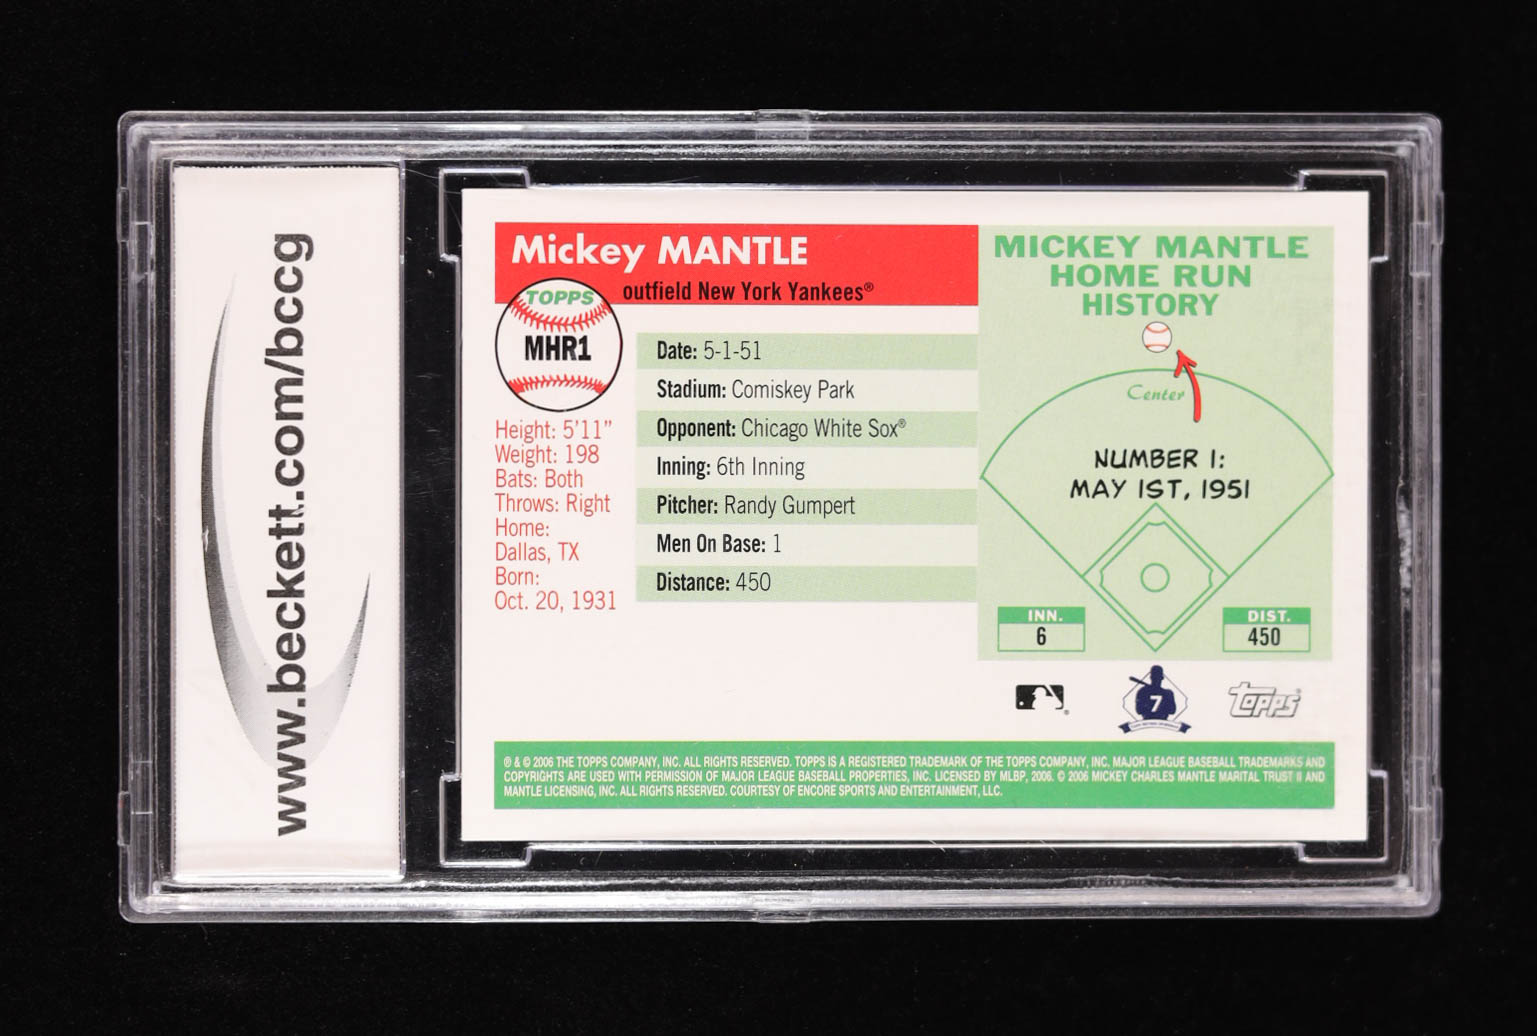 www.beckett.com/bccg
Mickey MANTLE
outfield New York Yankees®
TOPPS
MHR1
Height: 5'11"
Weight: 198
Bats: Both
Throws: Right
Home:
Dallas, TX
Born:
Oct. 20, 1931
Date: 5-1-51
Stadium: Comiskey Park
Opponent: Chicago White Sox®
Inning: 6th Inning
Pitcher: Randy Gumpert
Men On Base: 1
Distance: 450
MICKEY MANTLE
HOME RUN
HISTORY
Center
NUMBER 1:
MAY 1ST, 1951
INN.
6
DIST.
450
7
Topps®
® & © 2006 THE TOPPS COMPANY, INC. ALL RIGHTS RESERVED. TOPPS IS A REGISTERED TRADEMARK OF THE TOPPS COMPANY, INC. MAJOR LEAGUE BASEBALL TRADEMARKS AND
COPYRIGHTS ARE USED WITH PERMISSION OF MAJOR LEAGUE BASEBALL PROPERTIES, INC. LICENSED BY MLBP, 2006. © 2006 MICKEY CHARLES MANTLE MARITAL TRUST II AND
MANTLE LICENSING, INC. ALL RIGHTS RESERVED. COURTESY OF ENCORE SPORTS AND ENTERTAINMENT, LLC.